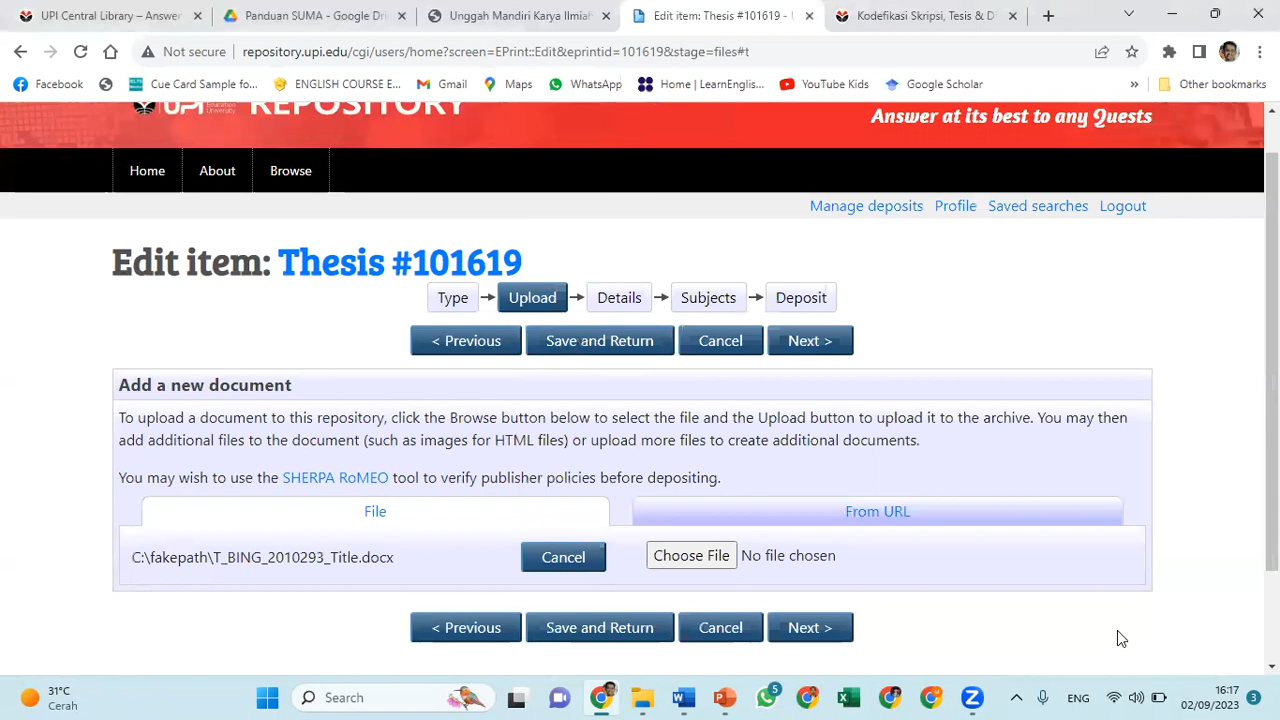 UPI Central Library – Answer
Panduan SUMA - Google Dri
Unggah Mandiri Karya Ilmiah
Edit item: Thesis #101619 - U
Kodefikasi Skripsi, Tesis & D
Not secure
repository.upi.edu/cgi/users/home?screen=EPrint::Edit&eprintid=101619&stage=files#t
Facebook
Cue Card Sample fo...
ENGLISH COURSE E...
Gmail
Maps
WhatsApp
Home | LearnEnglis...
YouTube Kids
Google Scholar
Other bookmarks
UPI Education University REPOSITORY
Answer at its best to any Quests
Home
About
Browse
Manage deposits
Profile
Saved searches
Logout
Edit item: Thesis #101619
Type
Upload
Details
Subjects
Deposit
< Previous
Save and Return
Cancel
Next >
Add a new document
To upload a document to this repository, click the Browse button below to select the file and the Upload button to upload it to the archive. You may then
add additional files to the document (such as images for HTML files) or upload more files to create additional documents.
You may wish to use the SHERPA RoMEO tool to verify publisher policies before depositing.
File
From URL
C:\fakepath\T_BING_2010293_Title.docx
Cancel
Choose File
No file chosen
< Previous
Save and Return
Cancel
Next >
31°C
Cerah
Search
5
ENG
16:17
02/09/2023
3